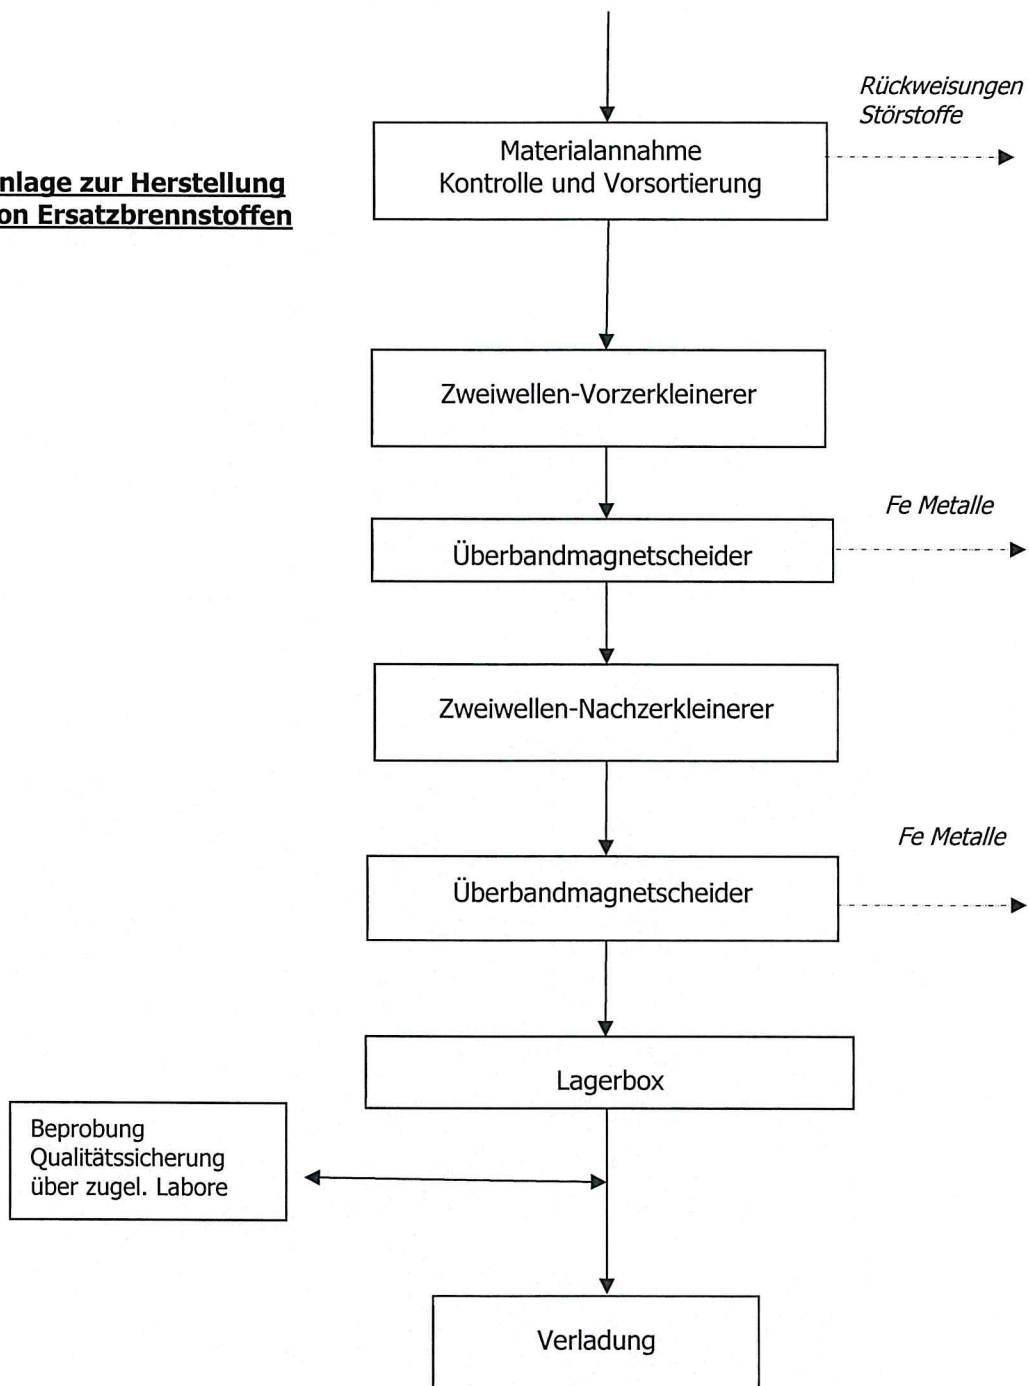 Rückweisungen
Störstoffe
Materialannahme
Kontrolle und Vorsortierung
nlage zur Herstellung
on Ersatzbrennstoffen
Zweiwellen-Vorzerkleinerer
Fe Metalle
Überbandmagnetscheider
Zweiwellen-Nachzerkleinerer
Fe Metalle
Überbandmagnetscheider
Lagerbox
Beprobung
Qualitätssicherung
über zugel. Labore
Verladung